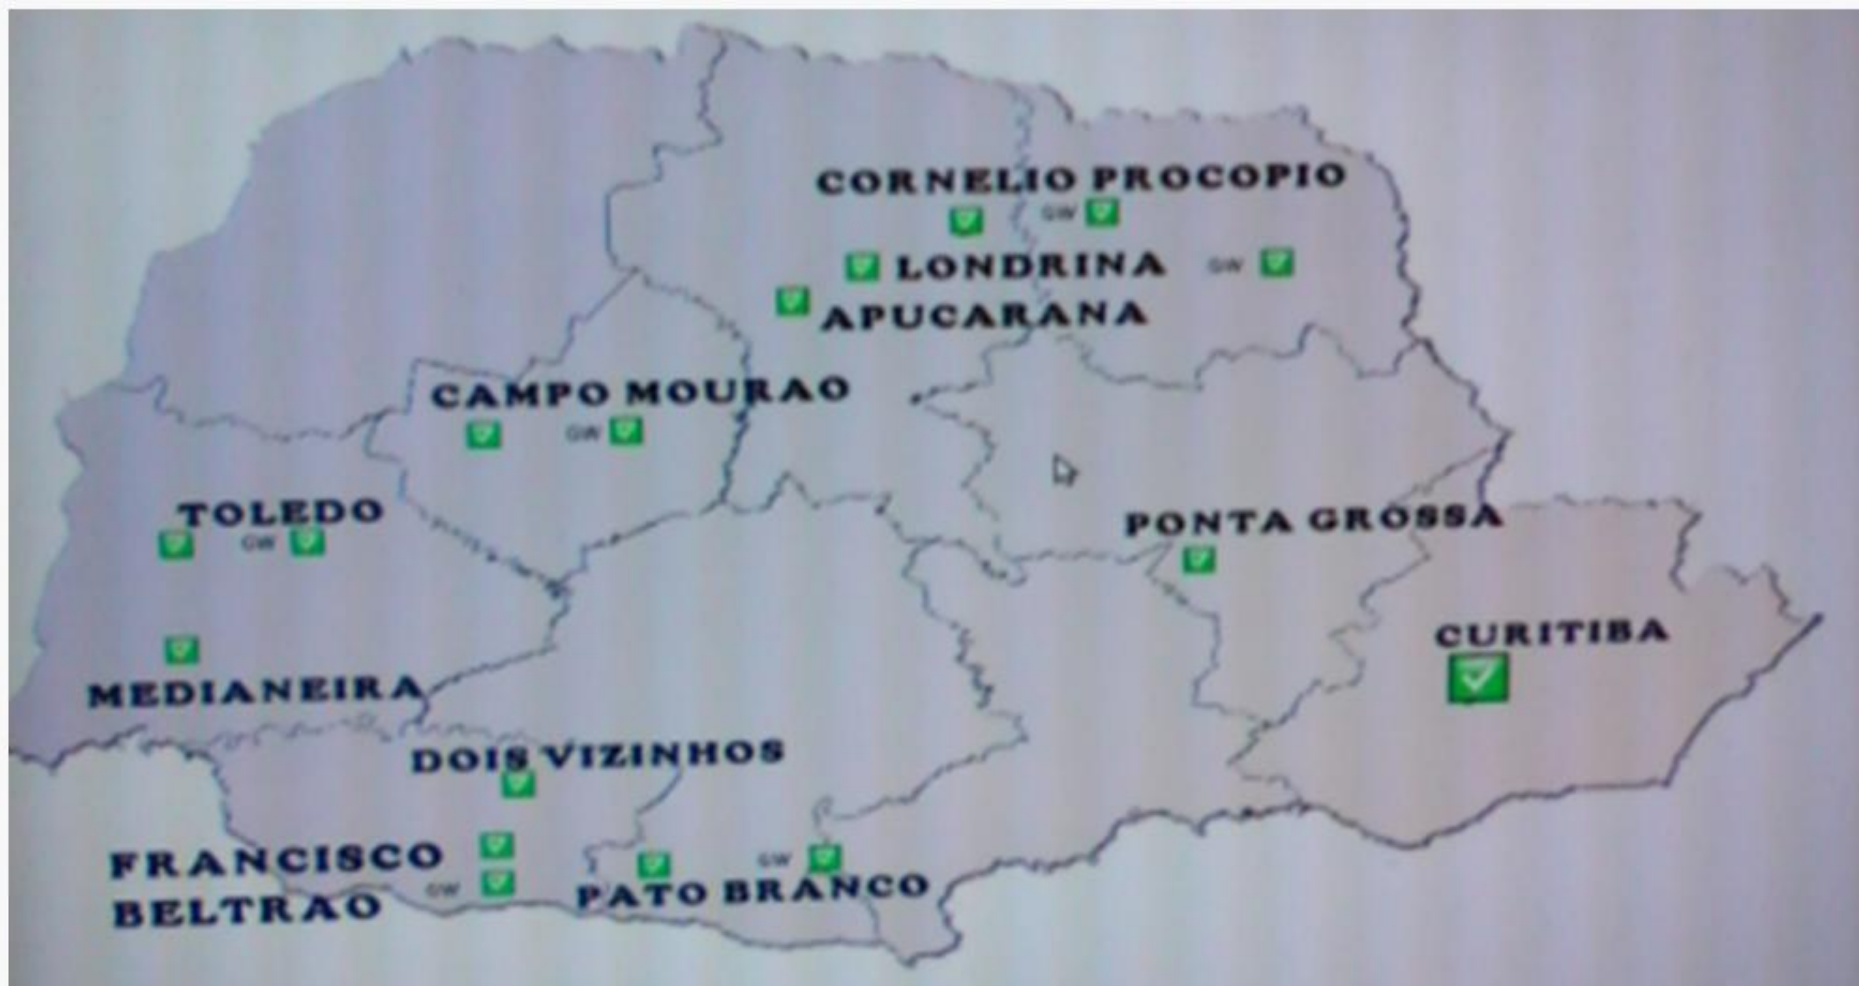 CORNELIO PROCOPIO
GW
LONDRINA GW
APUCARANA
CAMPO MOURAO
GW
TOLEDO
GW
PONTA GROSSA
CURITIBA
MEDIANEIRA
DOIS VIZINHOS
FRANCISCO
BELTRAO
GW
GW
PATO BRANCO